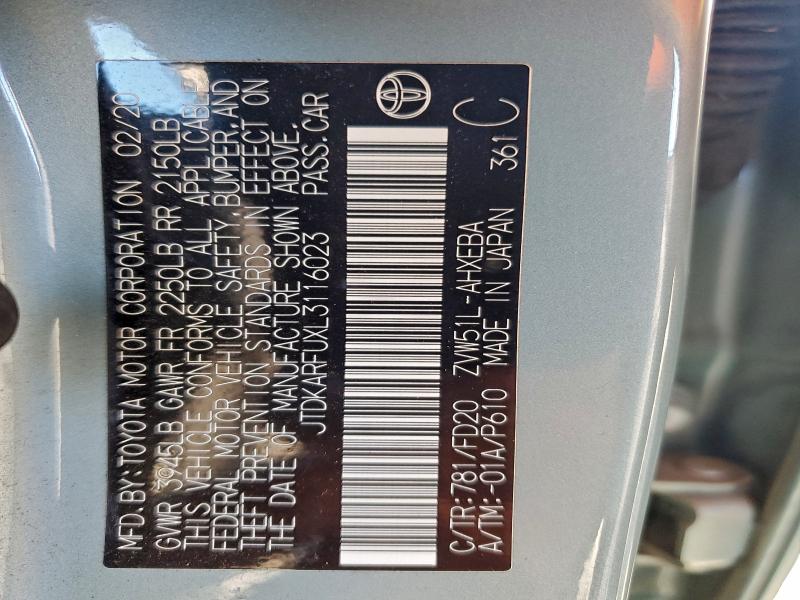 MFD.BY:TOYOTA MOTOR CORPORATION 02/20
GVWR 3945LB GAWR FR 2250LB RR 2150LB
THIS VEHICLE CONFORMS TO ALL APPLICABLE
FEDERAL MOTOR VEHICLE SAFETY, BUMPER, AND
THEFT PREVENTION STANDARDS IN EFFECT ON
THE DATE OF MANUFACTURE SHOWN ABOVE.
JTDKARFUXL3116023 PASS.CAR
C/TR:781/FD20 ZVW51L-AHXEBA
A/TM:-01A/P610 MADE IN JAPAN 361 C